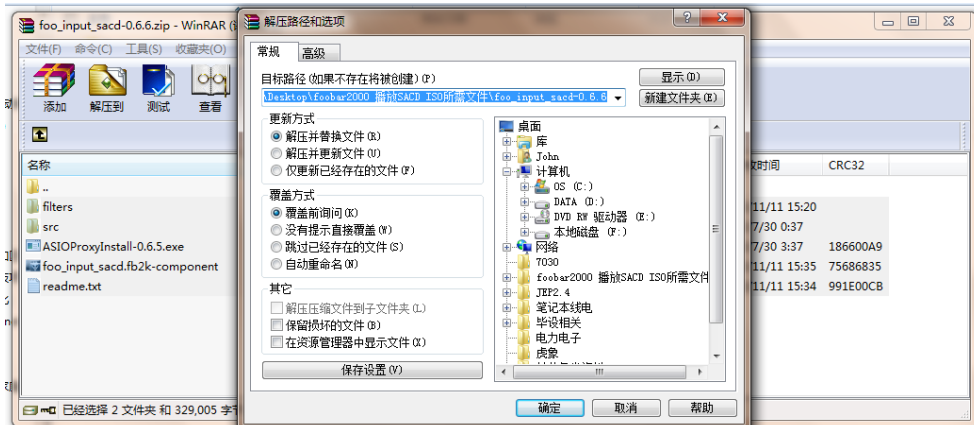 foo_input_sacd-0.6.6.zip - WinRAR
文件(F) 命令(C) 工具(S) 收藏夹(O)
添加 解压到 测试 查看
名称
..
filters
src
ASIOProxyInstall-0.6.5.exe
foo_input_sacd.fb2k-component
readme.txt
已经选择 2 文件夹 和 329,005 字
解压路径和选项
常规 高级
目标路径(如果不存在将被创建)(P)
显示(D)
\Desktop\foobar2000 播放SACD ISO所需文件\foo_input_sacd-0.6.6
新建文件夹(E)
更新方式
解压并替换文件(R)
解压并更新文件(U)
仅更新已经存在的文件(F)
覆盖方式
覆盖前询问(K)
没有提示直接覆盖(W)
跳过已经存在的文件(S)
自动重命名(N)
其它
解压压缩文件到子文件夹(L)
保留损坏的文件(B)
在资源管理器中显示文件(X)
保存设置(V)
桌面
库
John
计算机
OS (C:)
DATA (D:)
DVD RW 驱动器 (E:)
本地磁盘 (F:)
网络
7030
foobar2000 播放SACD ISO所需文件
JEP2.4
笔记本线电
毕设相关
电力电子
虎象
确定 取消 帮助
时间 CRC32
11/11 15:20
7/30 0:37
7/30 3:37 186600A9
11/11 15:35 75686835
11/11 15:34 991E00CB